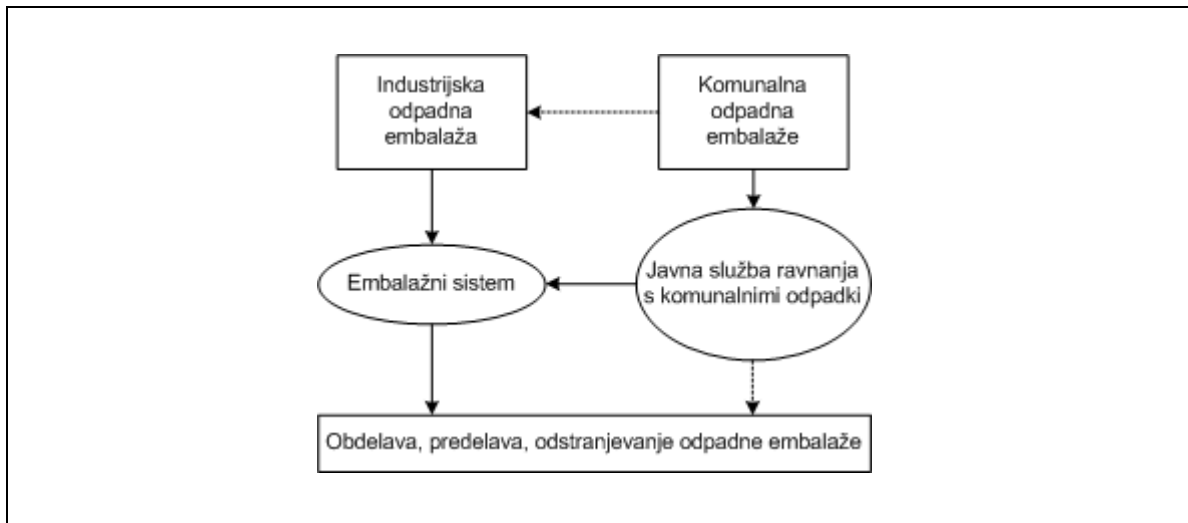 Industrijska
odpadna
embalaža
Komunalna
odpadna
embalaže
Embalažni sistem
Javna služba ravnanja
s komunalnimi odpadki
Obdelava, predelava, odstranjevanje odpadne embalaže